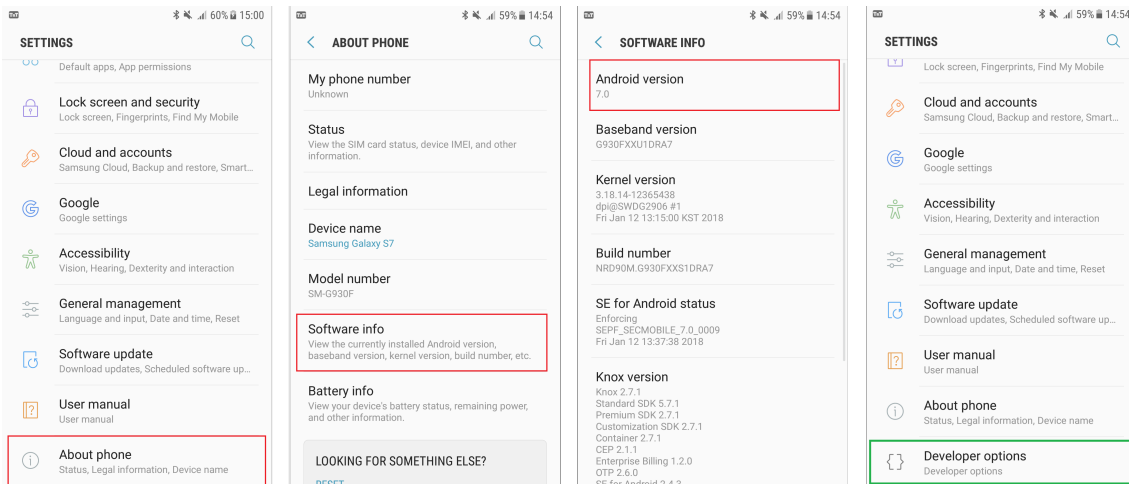 60% 15:00
SETTINGS
Default apps, App permissions
Lock screen and security
Lock screen, Fingerprints, Find My Mobile
Cloud and accounts
Samsung Cloud, Backup and restore, Smart...
Google
Google settings
Accessibility
Vision, Hearing, Dexterity and interaction
General management
Language and input, Date and time, Reset
Software update
Download updates, Scheduled software up...
User manual
User manual
About phone
Status, Legal information, Device name
59% 14:54
ABOUT PHONE
My phone number
Unknown
Status
View the SIM card status, device IMEI, and other
information.
Legal information
Device name
Samsung Galaxy S7
Model number
SM-G930F
Software info
View the currently installed Android version,
baseband version, kernel version, build number, etc.
Battery info
View your device's battery status, remaining power,
and other information.
LOOKING FOR SOMETHING ELSE?
RESET
59% 14:54
SOFTWARE INFO
Android version
7.0
Baseband version
G930FXXU1DRA7
Kernel version
3.18.14-12365438
dpi@SWDG2906 #1
Fri Jan 12 13:15:00 KST 2018
Build number
NRD90M.G930FXXS1DRA7
SE for Android status
Enforcing
SEPF_SECMOBILE_7.0_0009
Fri Jan 12 13:37:38 2018
Knox version
Knox 2.7.1
Standard SDK 5.7.1
Premium SDK 2.7.1
Customization SDK 2.7.1
Container 2.7.1
CEP 2.1.1
Enterprise Billing 1.2.0
OTP 2.6.0
SE for Android 2.4.3
59% 14:54
SETTINGS
Lock screen, Fingerprints, Find My Mobile
Cloud and accounts
Samsung Cloud, Backup and restore, Smart...
Google
Google settings
Accessibility
Vision, Hearing, Dexterity and interaction
General management
Language and input, Date and time, Reset
Software update
Download updates, Scheduled software up...
User manual
User manual
About phone
Status, Legal information, Device name
Developer options
Developer options